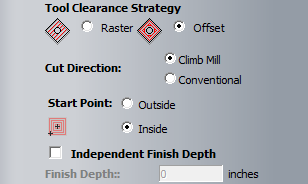 Tool Clearance Strategy
Raster Offset
Cut Direction: Climb Mill
Conventional
Start Point: Outside
Inside
Independent Finish Depth
Finish Depth:: 0 inches